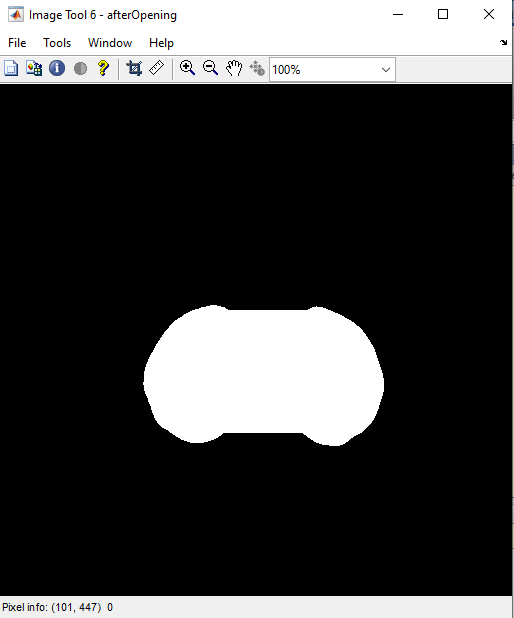 Image Tool 6 - afterOpening
File Tools Window Help
100%
Pixel info: (101, 447) 0